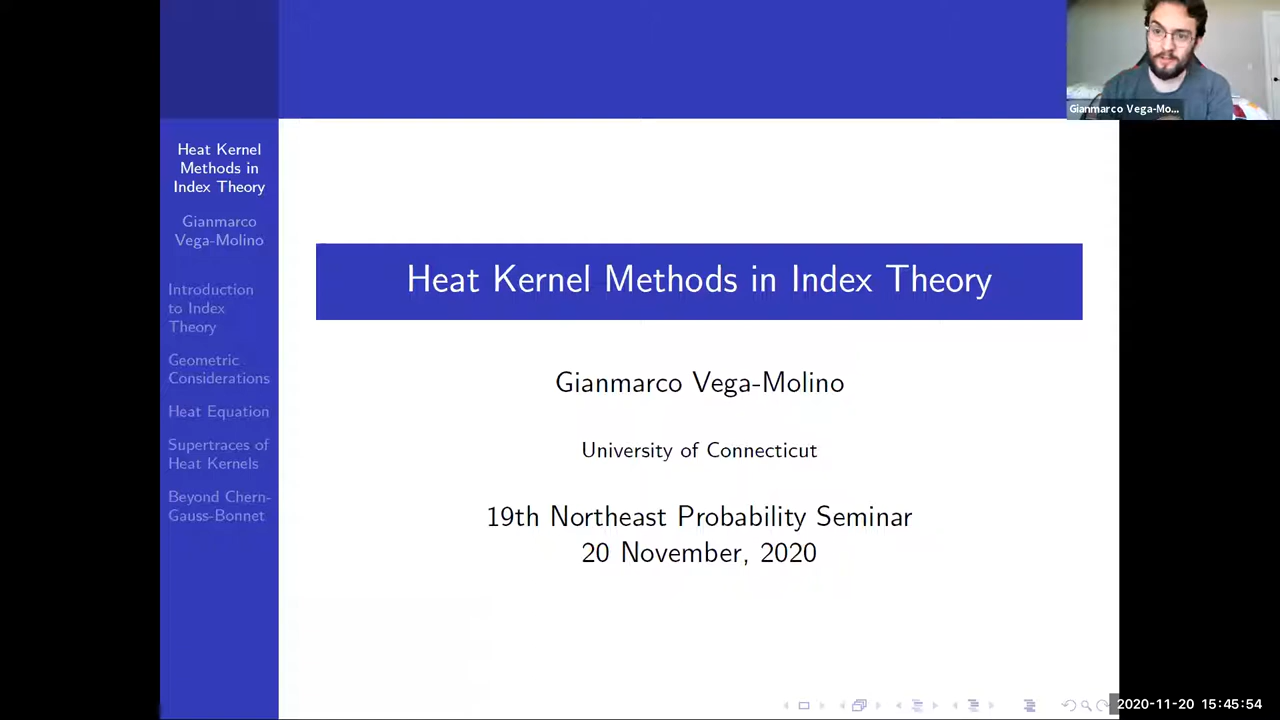 Gianmarco Vega-Mo...
Heat Kernel
Methods in
Index Theory
Gianmarco
Vega-Molino
Introduction
to Index
Theory
Geometric
Considerations
Heat Equation
Supertraces of
Heat Kernels
Beyond Chern-
Gauss-Bonnet
Heat Kernel Methods in Index Theory
Gianmarco Vega-Molino
University of Connecticut
19th Northeast Probability Seminar
20 November, 2020
2020-11-20 15:45:54